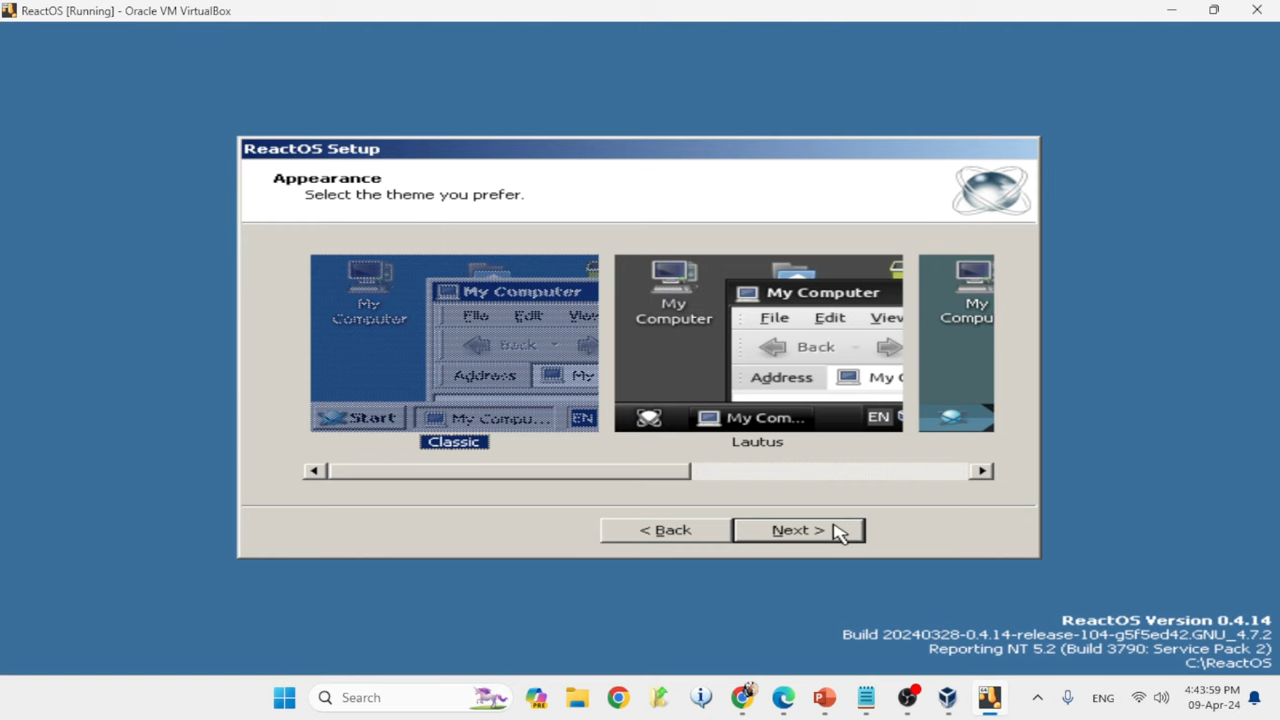 ReactOS [Running] - Oracle VM VirtualBox
ReactOS Setup
Appearance
Select the theme you prefer.
My Computer
My Computer
File Edit View
Back
Address My
Start My Compu... EN
Classic
My Computer
My Computer
File Edit View
Back
Address My C
My Com... EN
Lautus
My Compu
< Back Next >
ReactOS Version 0.4.14
Build 20240328-0.4.14-release-104-g5f5ed42.GNU_4.7.2
Reporting NT 5.2 (Build 3790: Service Pack 2)
C:\ReactOS
Search
PRE
ENG
4:43:59 PM
09-Apr-24